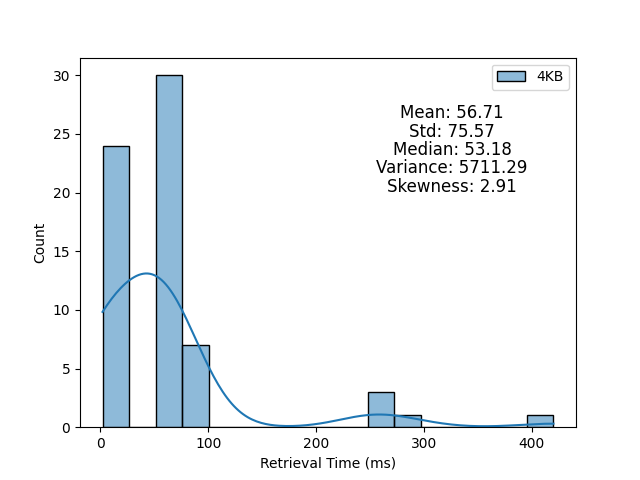 4KB
Mean: 56.71
Std: 75.57
Median: 53.18
Variance: 5711.29
Skewness: 2.91
30
25
20
15
10
5
0
Count
0 100 200 300 400
Retrieval Time (ms)